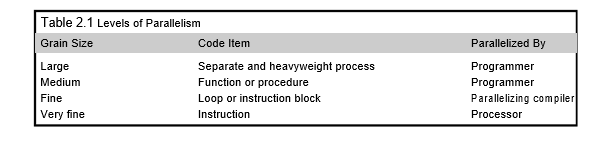 Table 2.1 Levels of Parallelism
Grain Size Code Item Parallelized By
Large Separate and heavyweight process Programmer
Medium Function or procedure Programmer
Fine Loop or instruction block Parallelizing compiler
Very fine Instruction Processor